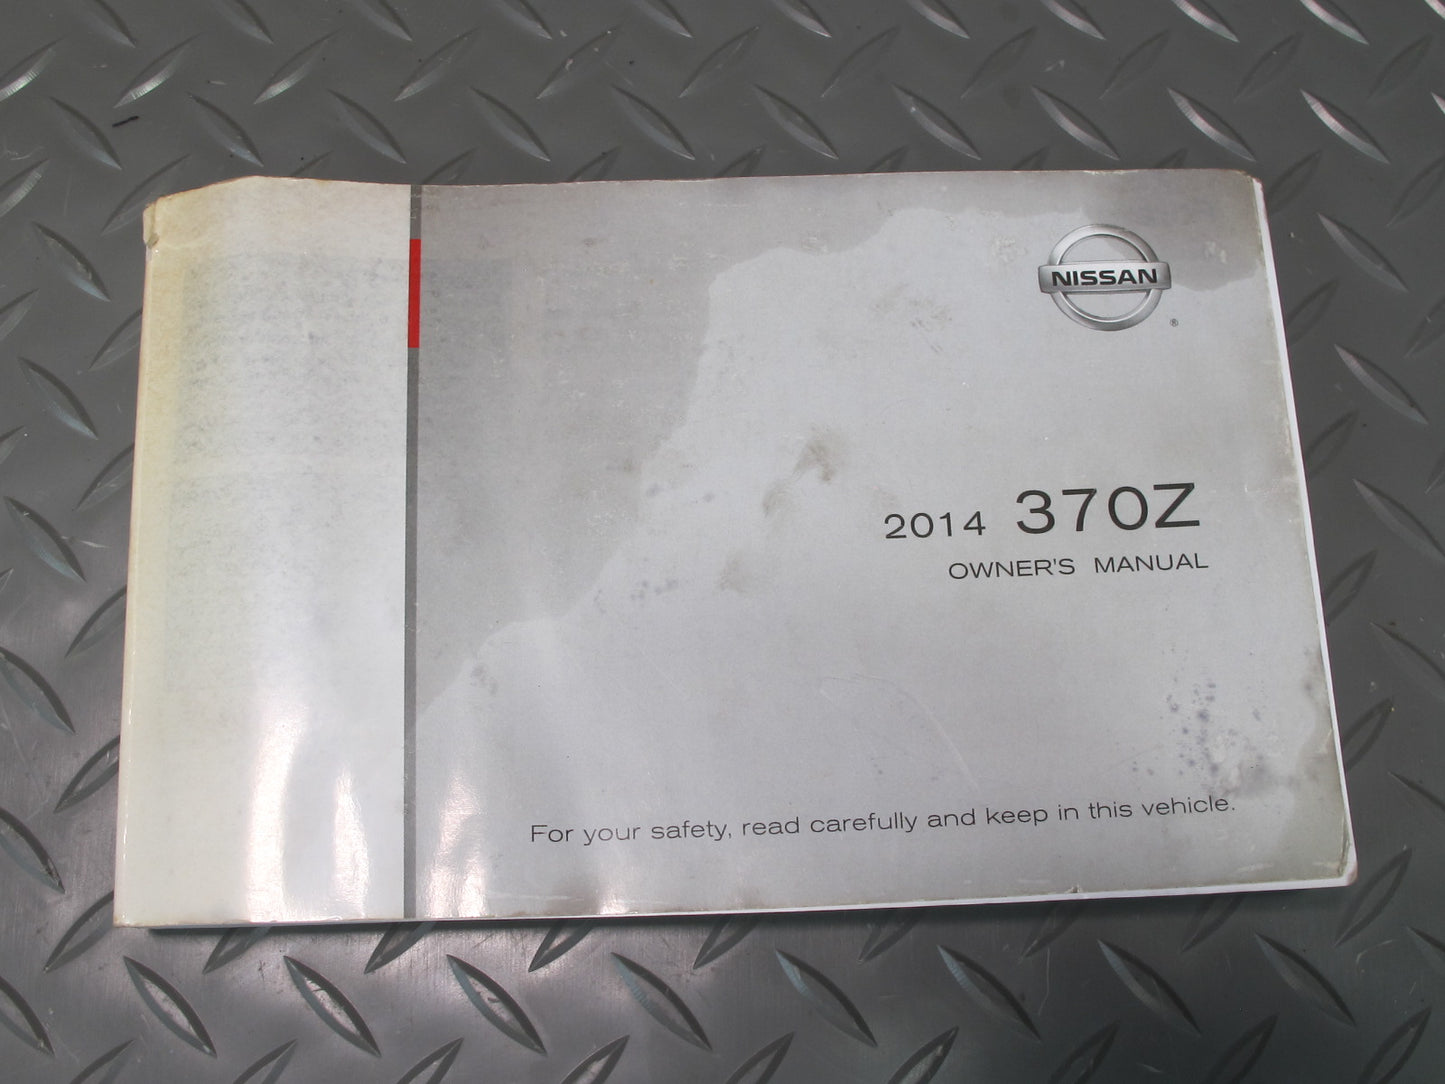 NISSAN
®
2014 370Z
OWNER'S MANUAL
For your safety, read carefully and keep in this vehicle.